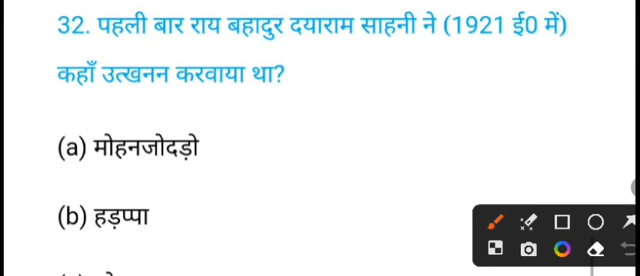 32. पहली बार राय बहादुर दयाराम साहनी ने (1921 ई0 में)
कहाँ उत्खनन करवाया था?
(a) मोहनजोदड़ो
(b) हड़प्पा